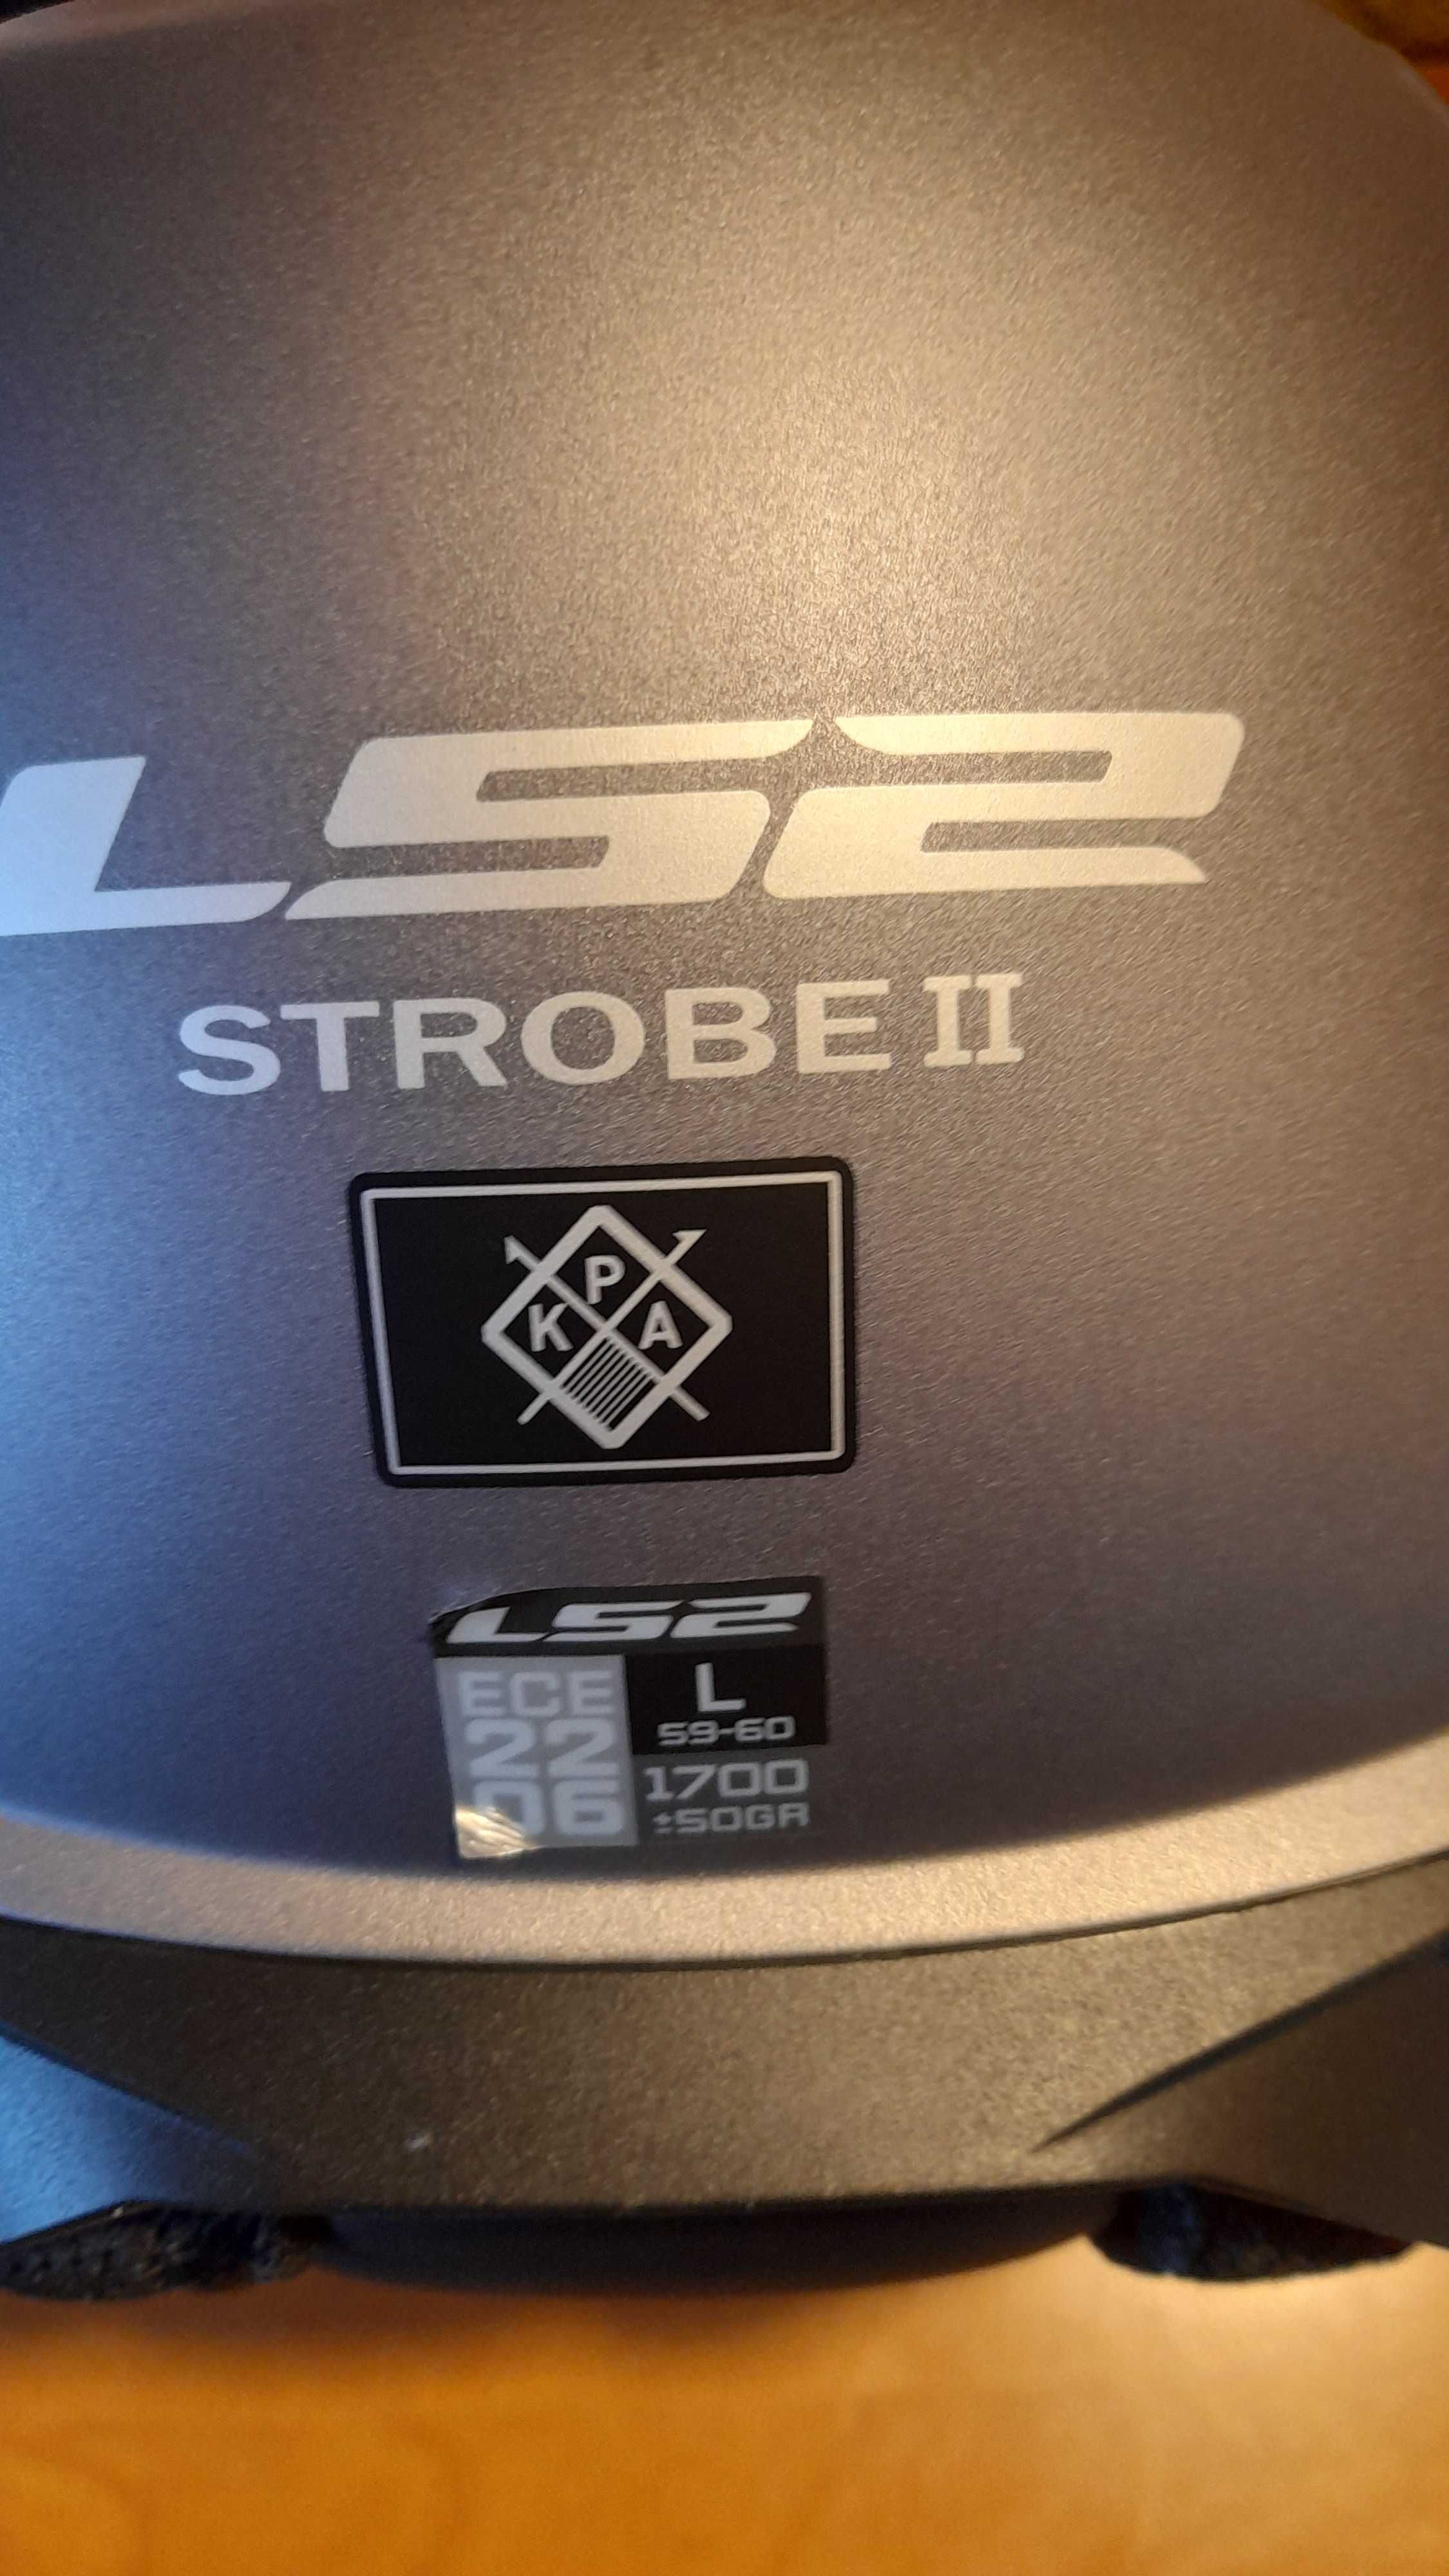 LS2
STROBE II
P
K A
LS2
ECE
22
06
L
59-60
1700
±50GR